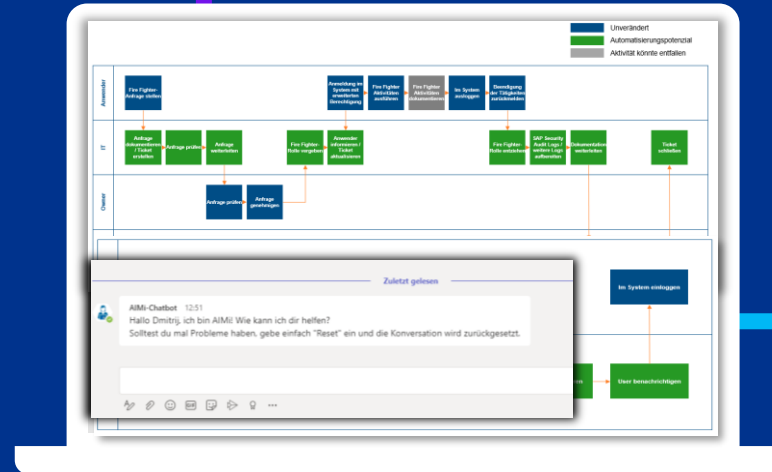 Unverändert
Automatisierungspotenzial
Aktivität könnte entfallen
Anwender
Fire Fighter-
Anfrage stellen
Anmeldung im
System mit
erweiterten
Berechtigung
Fire Fighter
Aktivitäten
ausführen
Fire Fighter
Aktivitäten
dokumentieren
Im System
ausloggen
Beendigung
der Tätigkeiten
zurückmelden
IT
Anfrage
dokumentieren
/ Ticket
erstellen
Anfrage prüfen
Anfrage
weiterleiten
Fire Fighter-
Rolle vergeben
Anwender
informieren /
Ticket
aktualisieren
Fire Fighter-
Rolle entziehen
SAP Security
Audit Logs /
weitere Logs
aufbereiten
Dokumentation
weiterleiten
Ticket
schließen
Owner
Anfrage prüfen
Anfrage
genehmigen
Zuletzt gelesen
AIMi-Chatbot 12:51
Hallo Dmitrij, ich bin AIMi! Wie kann ich dir helfen?
Solltest du mal Probleme haben, gebe einfach "Reset" ein und die Konversation wird zurückgesetzt.
Im System einloggen
User benachrichtigen